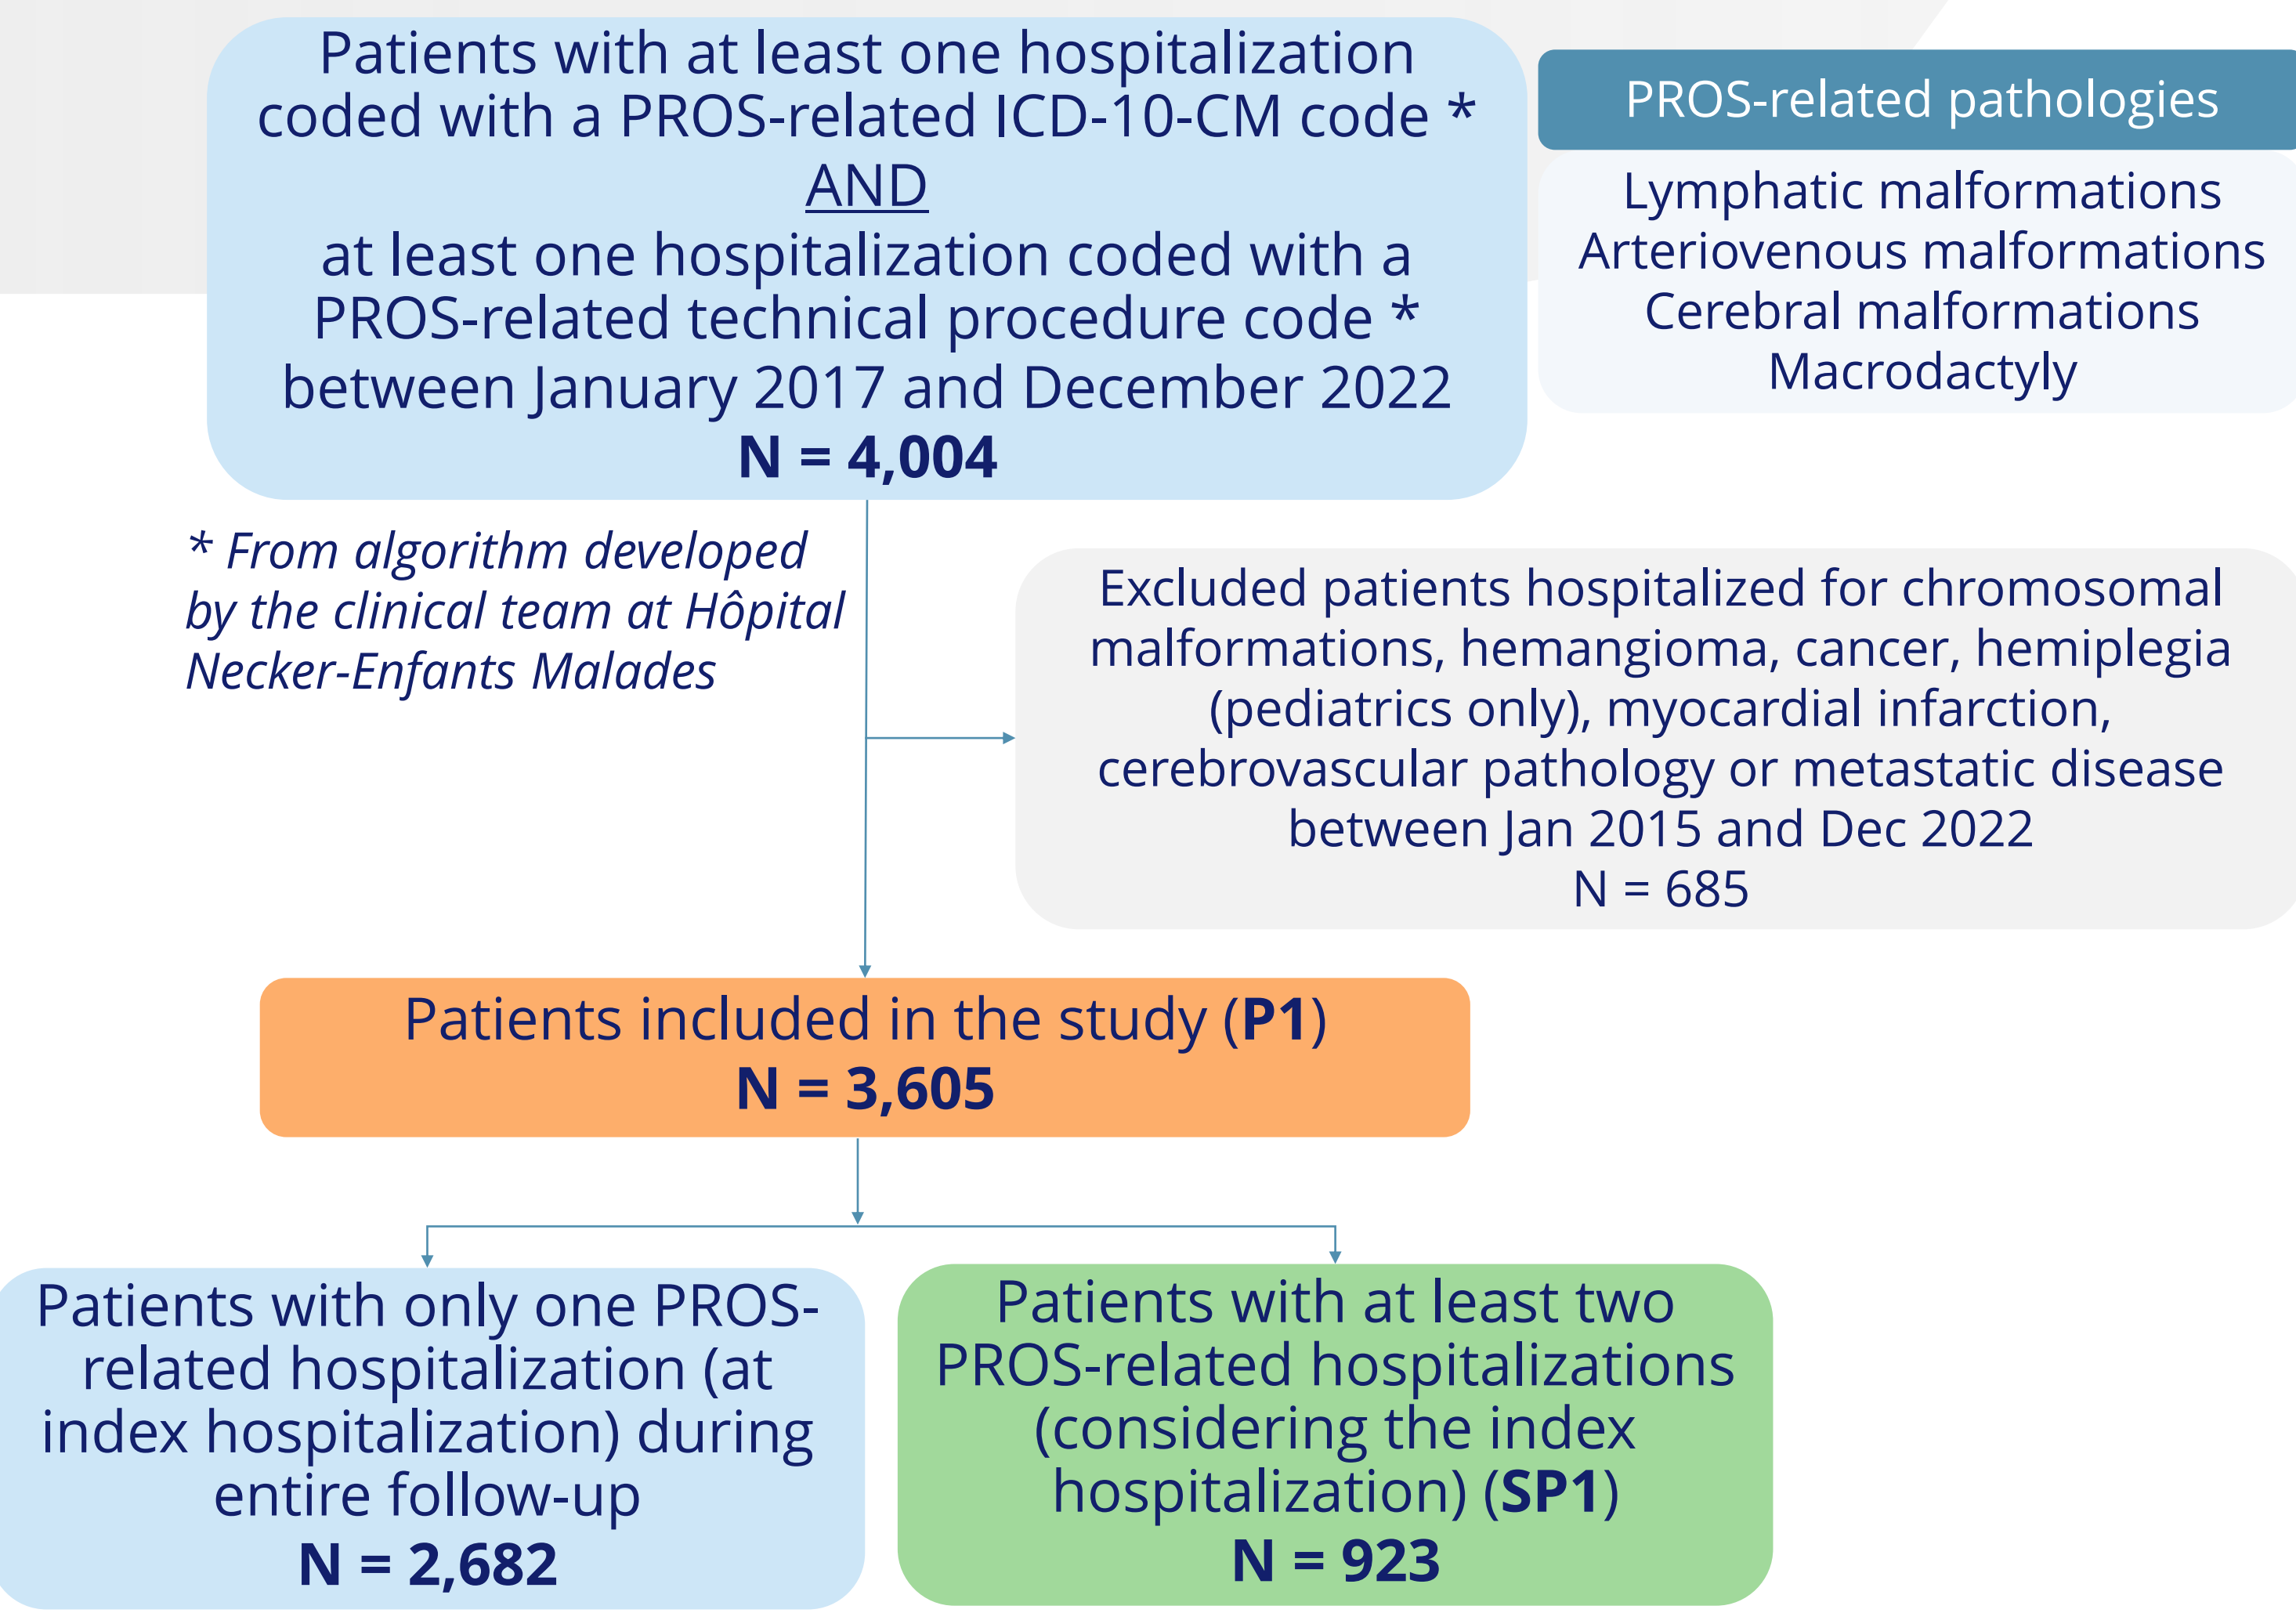 Patients with at least one hospitalization
coded with a PROS-related ICD-10-CM code *
AND
at least one hospitalization coded with a
PROS-related technical procedure code *
between January 2017 and December 2022
N = 4,004
PROS-related pathologies
Lymphatic malformations
Arteriovenous malformations
Cerebral malformations
Macrodactyly
* From algorithm developed
by the clinical team at Hôpital
Necker-Enfants Malades
Excluded patients hospitalized for chromosomal
malformations, hemangioma, cancer, hemiplegia
(pediatrics only), myocardial infarction,
cerebrovascular pathology or metastatic disease
between Jan 2015 and Dec 2022
N = 685
Patients included in the study (P1)
N = 3,605
Patients with only one PROS-
related hospitalization (at
index hospitalization) during
entire follow-up
N = 2,682
Patients with at least two
PROS-related hospitalizations
(considering the index
hospitalization) (SP1)
N = 923